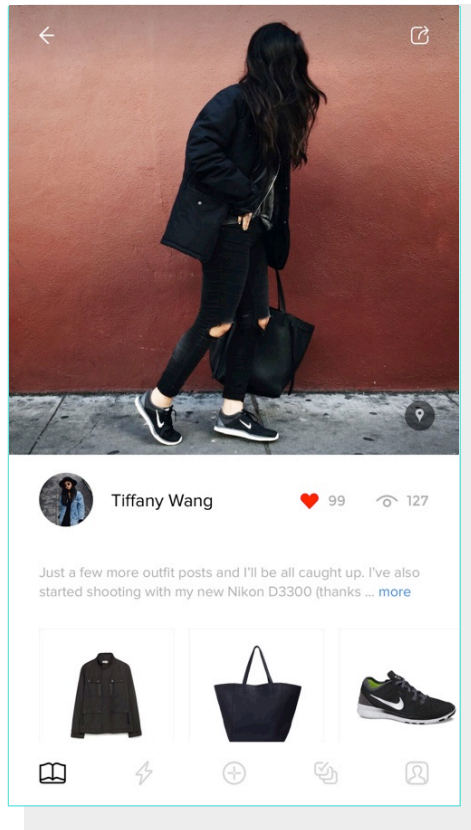 Tiffany Wang
99
127
Just a few more outfit posts and I'll be all caught up. I've also
started shooting with my new Nikon D3300 (thanks ... more